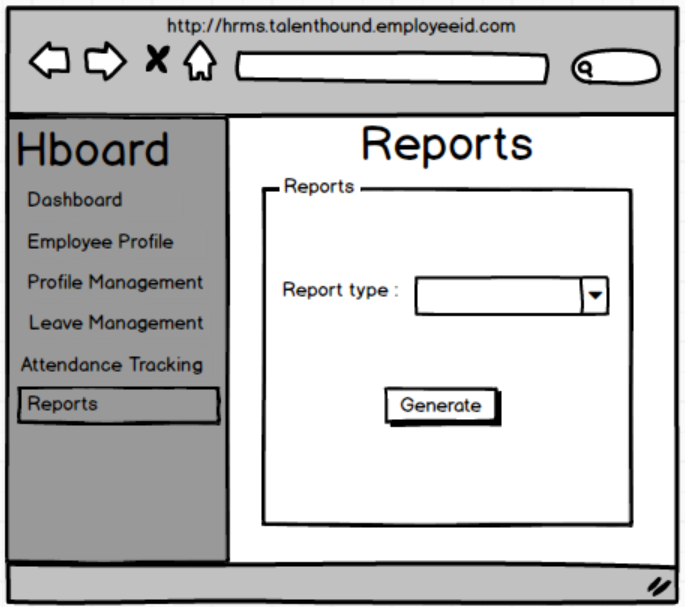 http://hrms.talenthound.employeeid.com
Hboard
Dashboard
Employee Profile
Profile Management
Leave Management
Attendance Tracking
Reports
Reports
Reports
Report type :
Generate